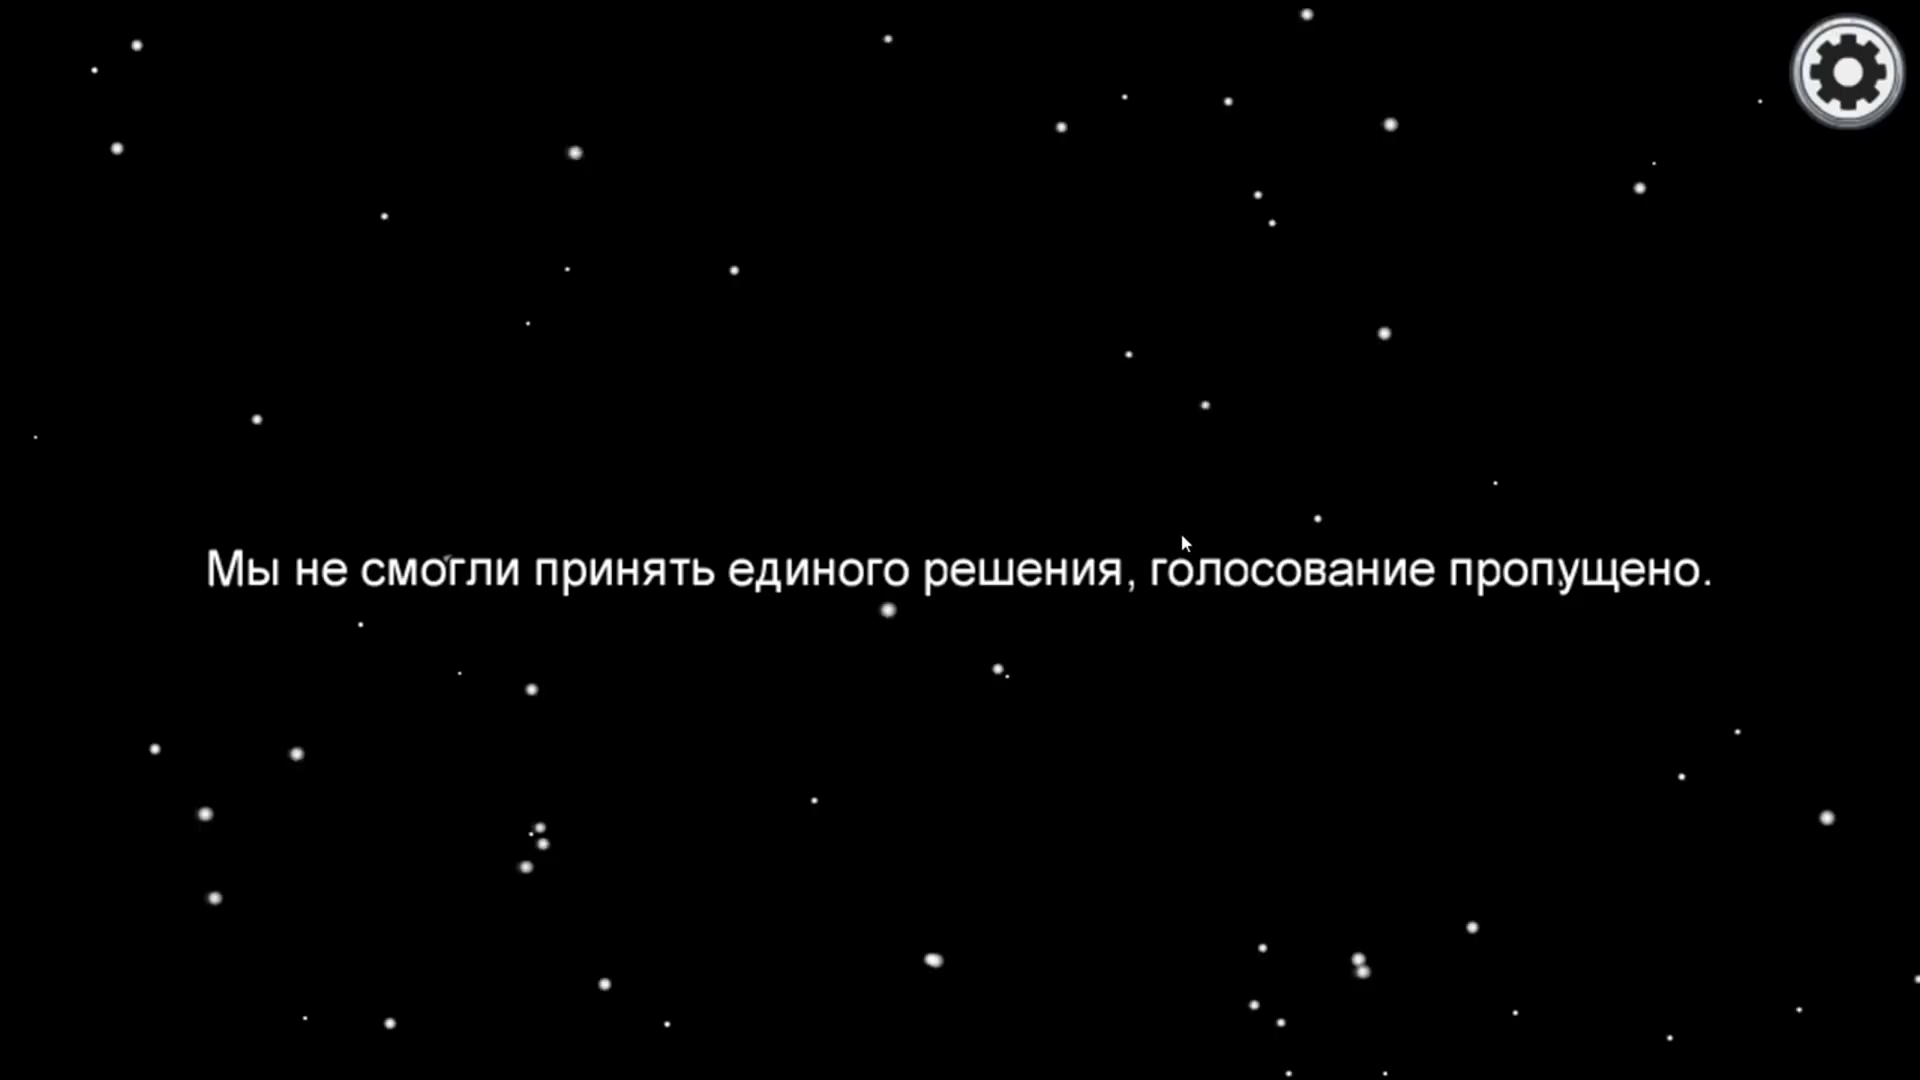 Мы не смогли принять единого решения, голосование пропущено.